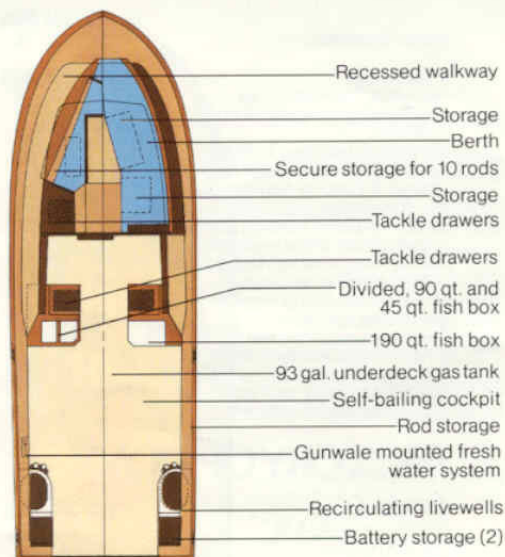 Recessed walkway
Storage
Berth
Secure storage for 10 rods
Storage
Tackle drawers
Tackle drawers
Divided, 90 qt. and
45 qt. fish box
190 qt. fish box
93 gal. underdeck gas tank
Self-bailing cockpit
Rod storage
Gunwale mounted fresh
water system
Recirculating livewells
Battery storage (2)